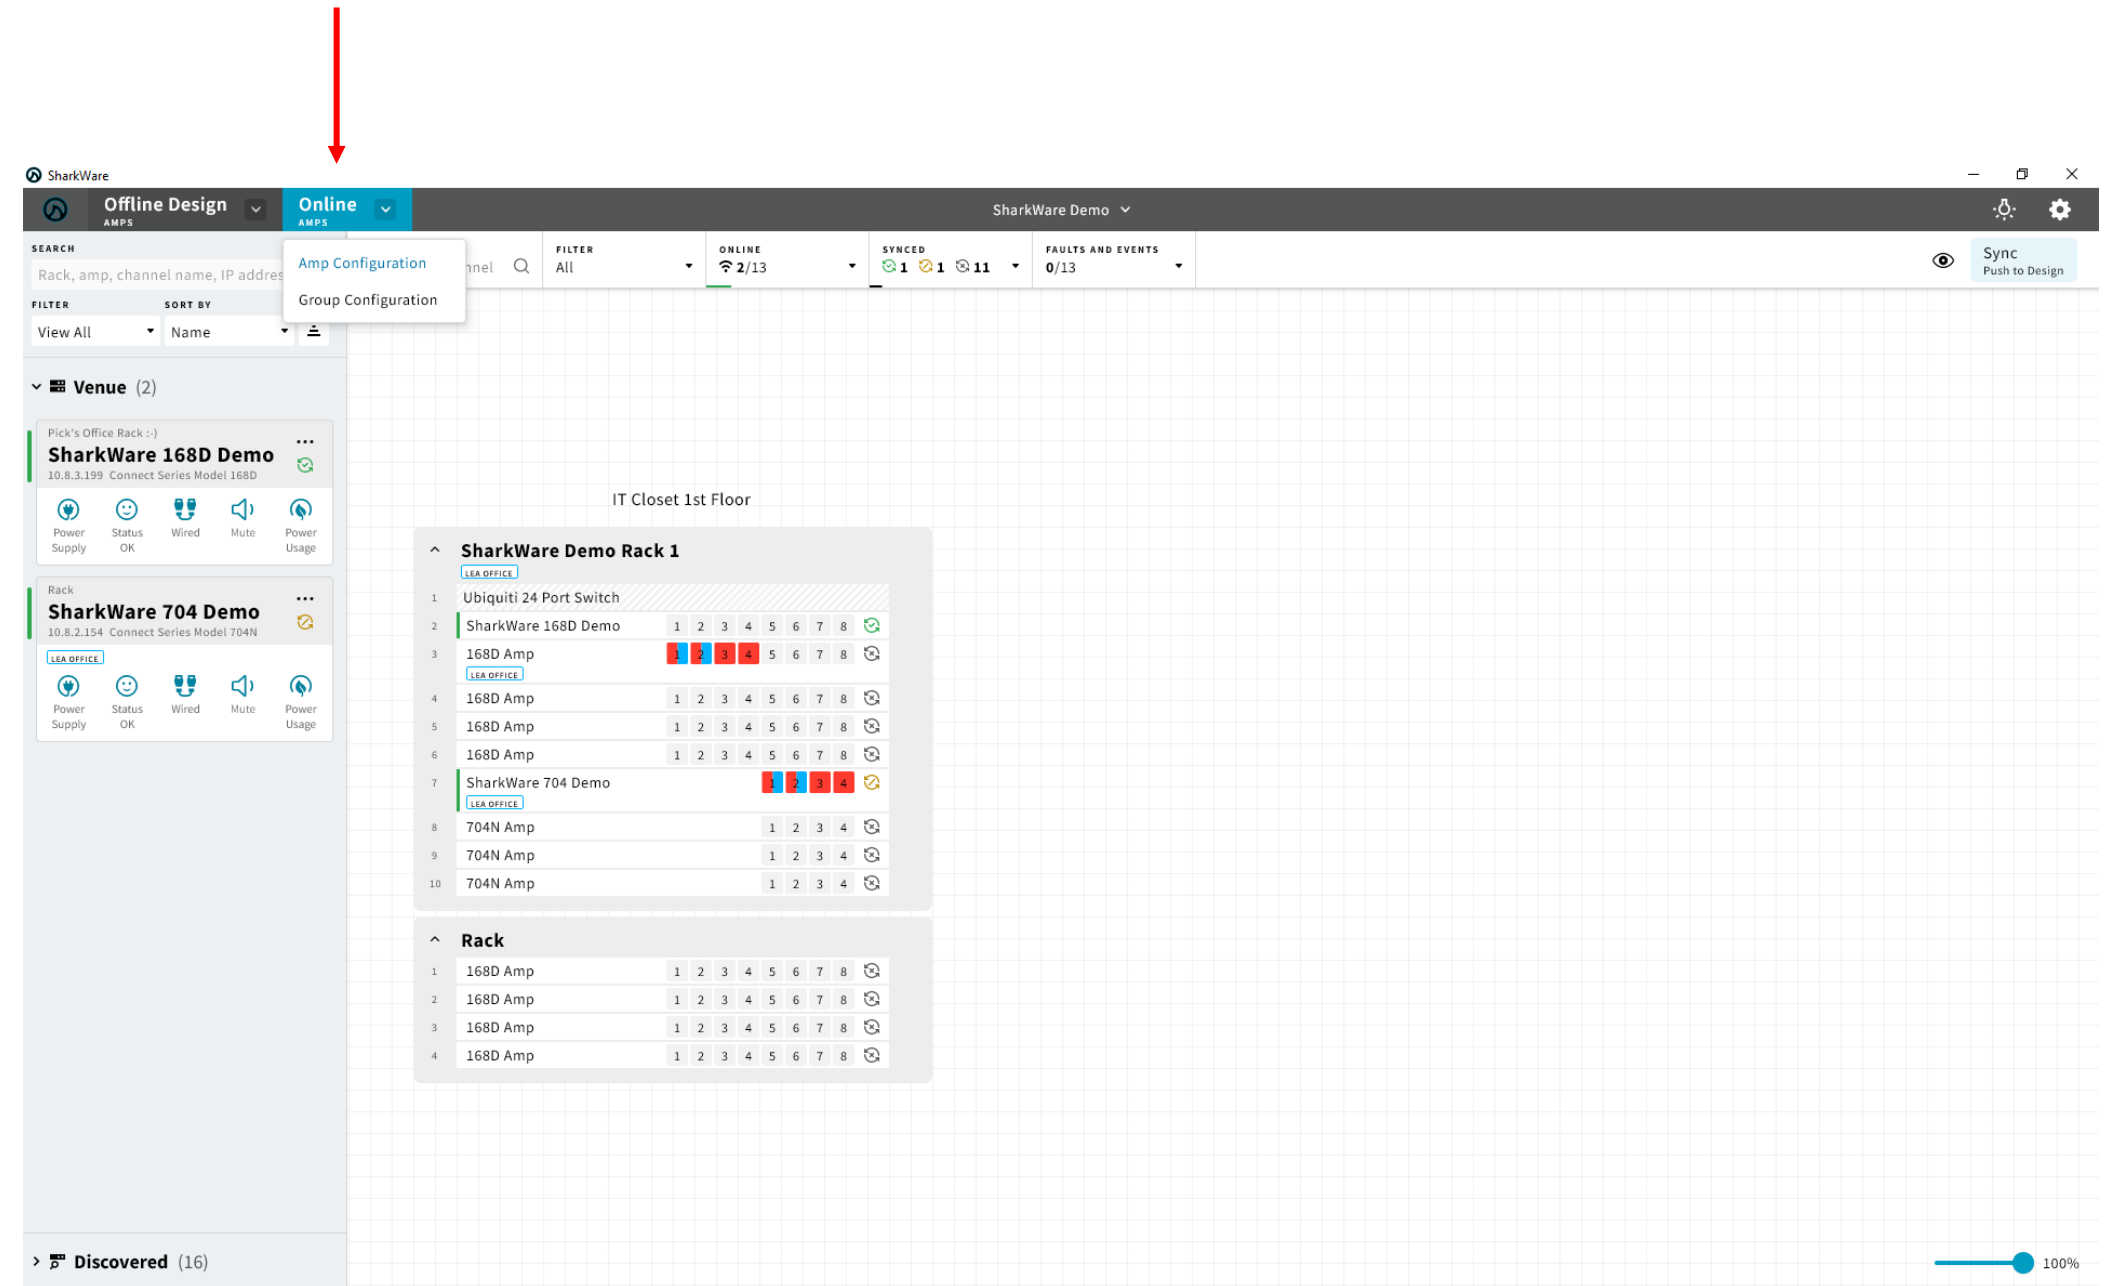 SharkWare
Offline Design
AMPS
Online
AMPS
SharkWare Demo
Amp Configuration
Group Configuration
SEARCH
Rack, amp, channel name, IP addre
FILTER
View All
SORT BY
Name
FILTER
All
ONLINE
2/13
SYNCED
1 1 11
FAULTS AND EVENTS
0/13
Sync
Push to Design
Venue (2)
Pick's Office Rack :-)
SharkWare 168D Demo
10.8.3.199 Connect Series Model 168D
Power Supply
Status OK
Wired
Mute
Power Usage
Rack
SharkWare 704 Demo
10.8.2.154 Connect Series Model 704N
LEA OFFICE
Power Supply
Status OK
Wired
Mute
Power Usage
Discovered (16)
IT Closet 1st Floor
SharkWare Demo Rack 1
LEA OFFICE
1 Ubiquiti 24 Port Switch
2 SharkWare 168D Demo 1 2 3 4 5 6 7 8
3 168D Amp 1 2 3 4 5 6 7 8
LEA OFFICE
4 168D Amp 1 2 3 4 5 6 7 8
5 168D Amp 1 2 3 4 5 6 7 8
6 168D Amp 1 2 3 4 5 6 7 8
7 SharkWare 704 Demo 1 2 3 4
LEA OFFICE
8 704N Amp 1 2 3 4
9 704N Amp 1 2 3 4
10 704N Amp 1 2 3 4
Rack
1 168D Amp 1 2 3 4 5 6 7 8
2 168D Amp 1 2 3 4 5 6 7 8
3 168D Amp 1 2 3 4 5 6 7 8
4 168D Amp 1 2 3 4 5 6 7 8
100%